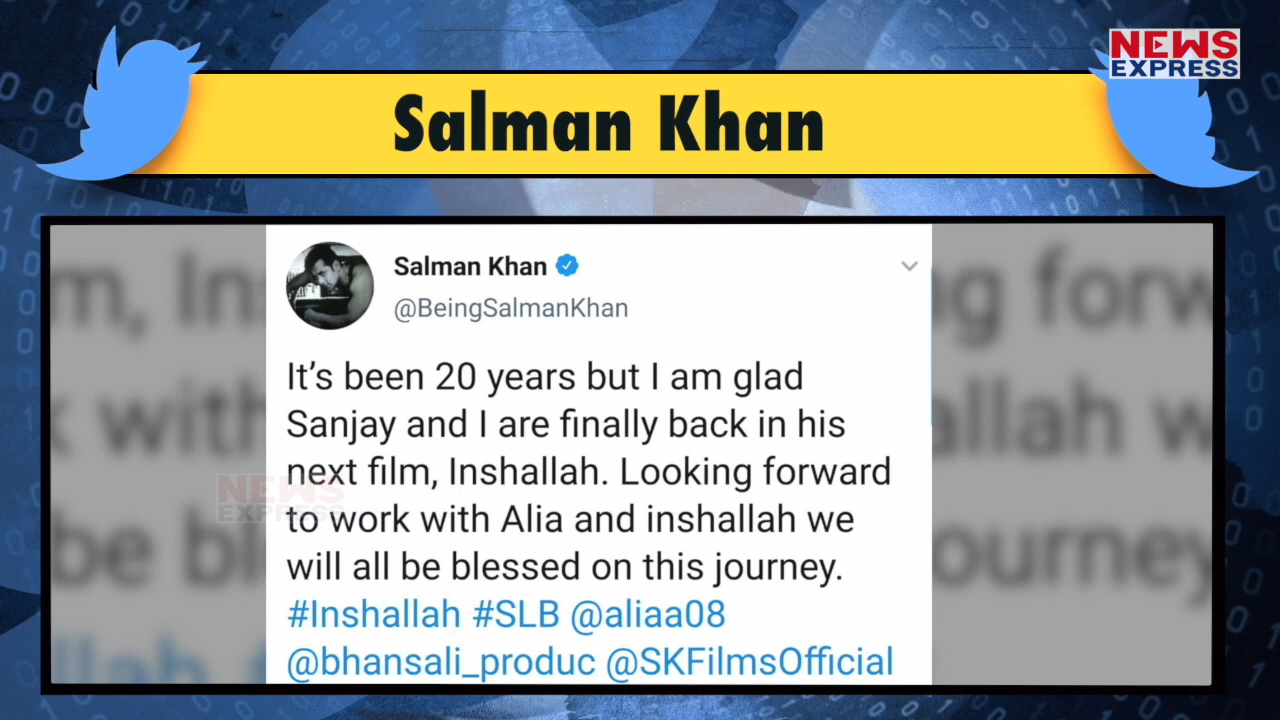 NEWS
EXPRESS
Salman Khan
Salman Khan
@BeingSalmanKhan
It's been 20 years but I am glad
Sanjay and I are finally back in his
next film, Inshallah. Looking forward
to work with Alia and inshallah we
will all be blessed on this journey.
#Inshallah #SLB @aliaa08
@bhansali_produc @SKFilmsOfficial
NEWS
EXPRESS